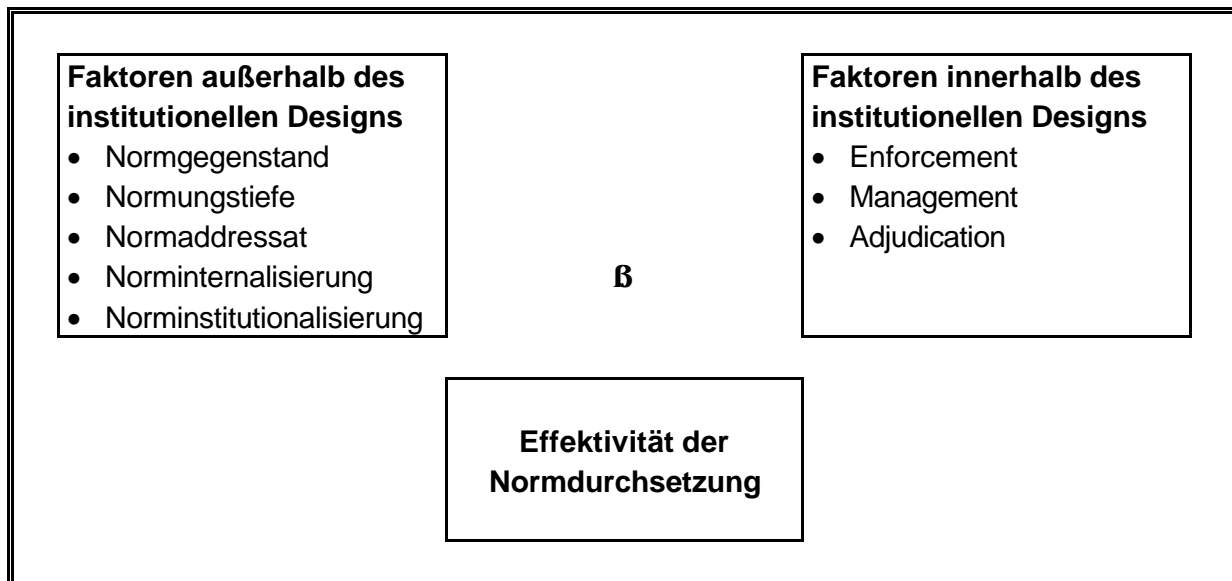 Faktoren außerhalb des
institutionellen Designs
• Normgegenstand
• Normungstiefe
• Normaddressat
• Norminternalisierung
• Norminstitutionalisierung
Faktoren innerhalb des
institutionellen Designs
• Enforcement
• Management
• Adjudication
ß
Effektivität der
Normdurchsetzung